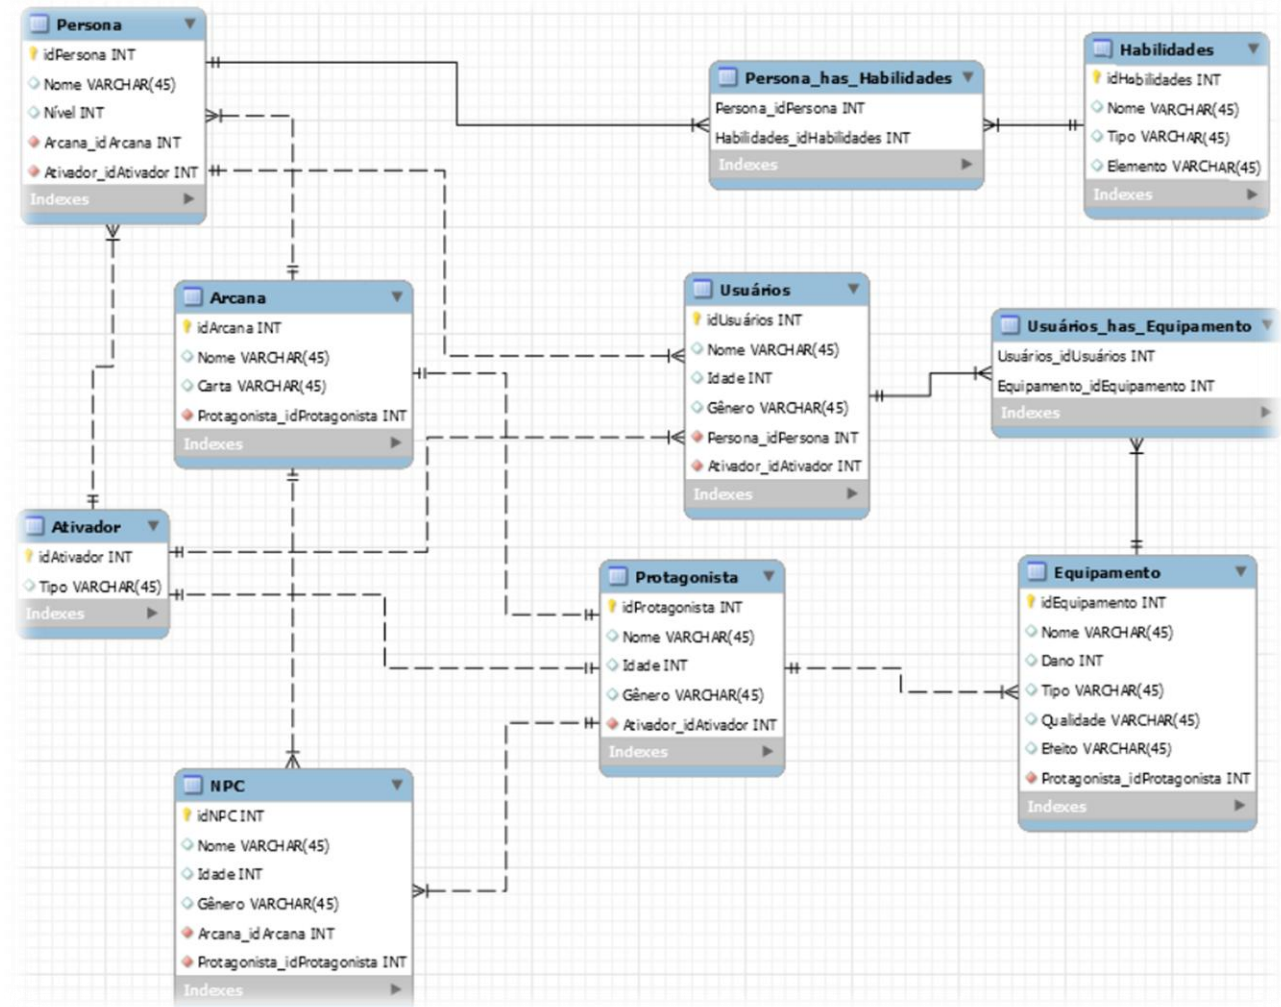 Persona
idPersona INT
Nome VARCHAR(45)
Nível INT
Arcana_idArcana INT
Ativador_idAtivador INT
Indexes
Persona_has_Habilidades
Persona_idPersona INT
Habilidades_idHabilidades INT
Indexes
Habilidades
idHabilidades INT
Nome VARCHAR(45)
Tipo VARCHAR(45)
Elemento VARCHAR(45)
Indexes
Arcana
idArcana INT
Nome VARCHAR(45)
Carta VARCHAR(45)
Protagonista_idProtagonista INT
Indexes
Usuários
idUsuários INT
Nome VARCHAR(45)
Idade INT
Gênero VARCHAR(45)
Persona_idPersona INT
Ativador_idAtivador INT
Indexes
Usuários_has_Equipamento
Usuários_idUsuários INT
Equipamento_idEquipamento INT
Indexes
Ativador
idAtivador INT
Tipo VARCHAR(45)
Indexes
Protagonista
idProtagonista INT
Nome VARCHAR(45)
Idade INT
Gênero VARCHAR(45)
Ativador_idAtivador INT
Indexes
Equipamento
idEquipamento INT
Nome VARCHAR(45)
Dano INT
Tipo VARCHAR(45)
Qualidade VARCHAR(45)
Efeito VARCHAR(45)
Protagonista_idProtagonista INT
Indexes
NPC
idNPC INT
Nome VARCHAR(45)
Idade INT
Gênero VARCHAR(45)
Arcana_idArcana INT
Protagonista_idProtagonista INT
Indexes